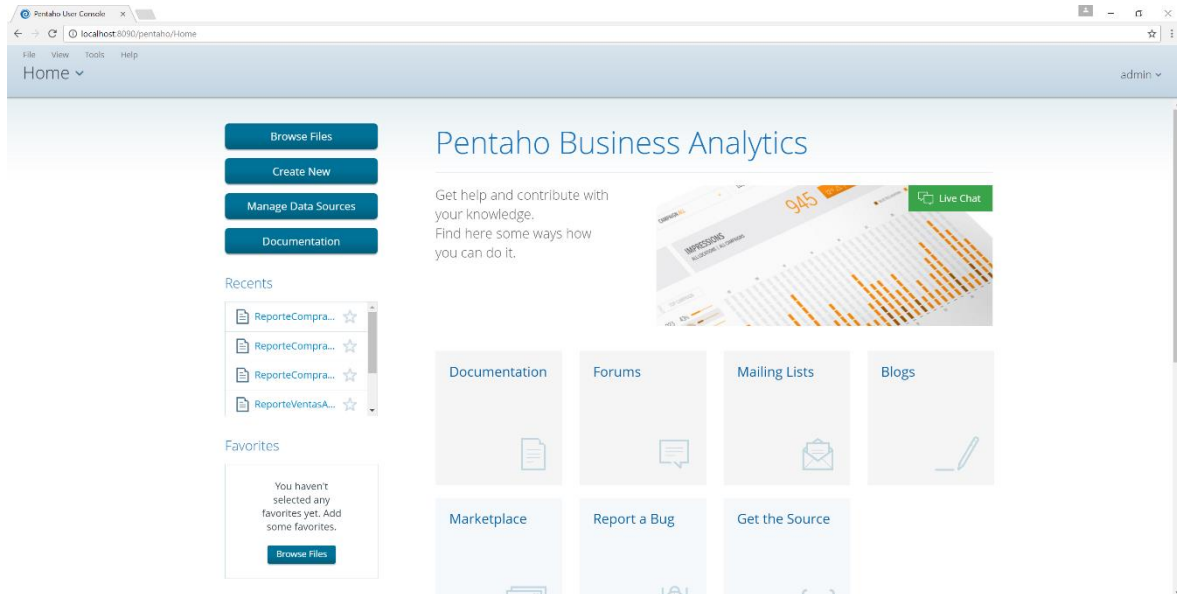 Pentaho User Console
localhost:8090/pentaho/Home
File View Tools Help
Home
admin
Browse Files
Create New
Manage Data Sources
Documentation
Recents
ReporteCompra...
ReporteCompra...
ReporteCompra...
ReporteVentasA...
Favorites
You haven't
selected any
favorites yet. Add
some favorites.
Browse Files
Pentaho Business Analytics
Get help and contribute with
your knowledge.
Find here some ways how
you can do it.
945
IMPRESSIONS
Live Chat
Documentation
Forums
Mailing Lists
Blogs
Marketplace
Report a Bug
Get the Source